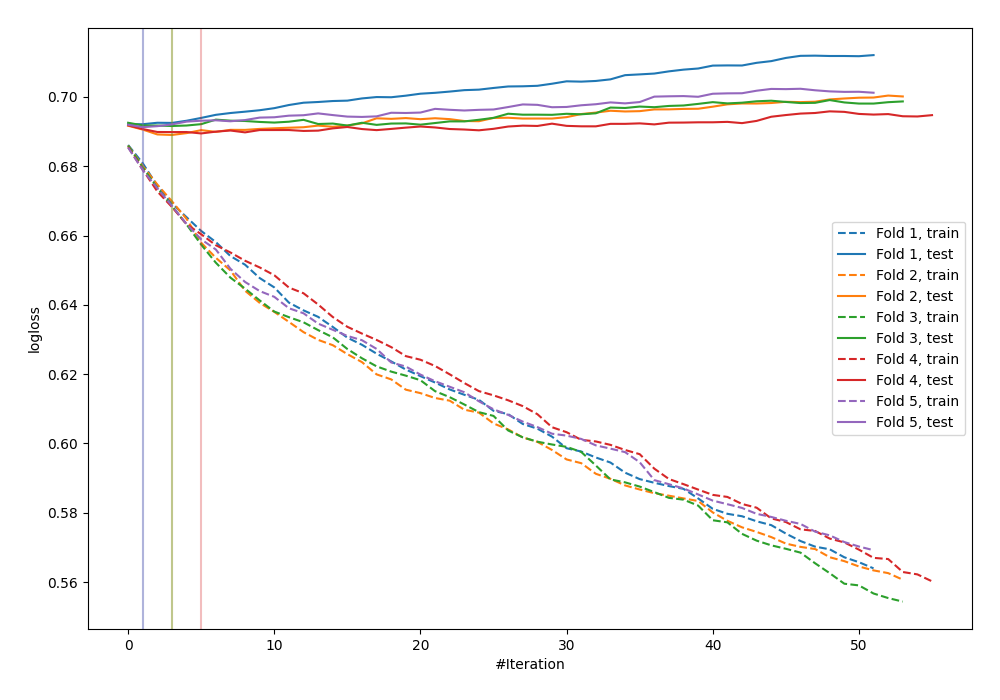 0.70
0.68
0.66
0.64
0.62
0.60
0.58
0.56
logloss
0 10 20 30 40 50
#Iteration
Fold 1, train
Fold 1, test
Fold 2, train
Fold 2, test
Fold 3, train
Fold 3, test
Fold 4, train
Fold 4, test
Fold 5, train
Fold 5, test